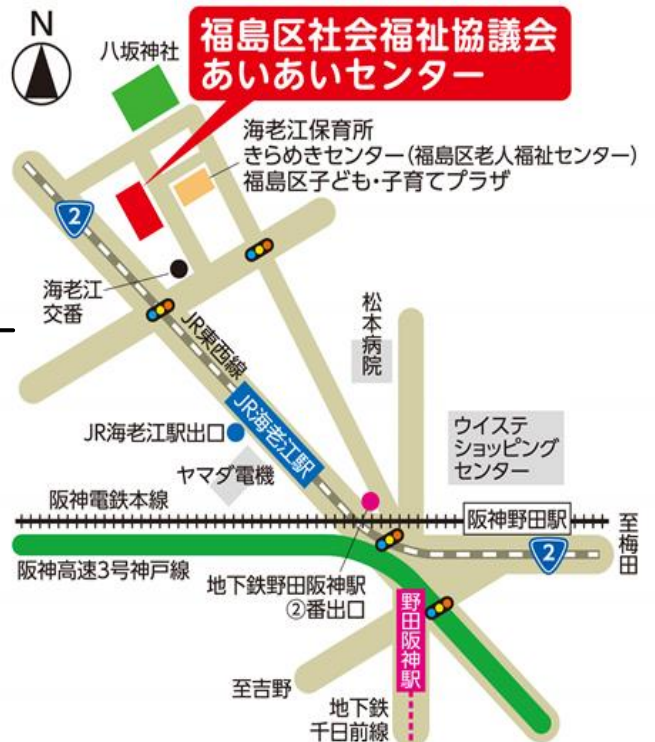 N
八坂神社
福島区社会福祉協議会
あいあいセンター
海老江保育所
きらめきセンター(福島区老人福祉センター)
福島区子ども・子育てプラザ
2
海老江
交番
JR東西線
松本病院
JR海老江駅出口
JR海老江駅
ヤマダ電機
ウイステ
ショッピング
センター
阪神電鉄本線
阪神野田駅
至梅田
阪神高速3号神戸線
2
地下鉄野田阪神駅
②番出口
野田阪神駅
至吉野
地下鉄
千日前線